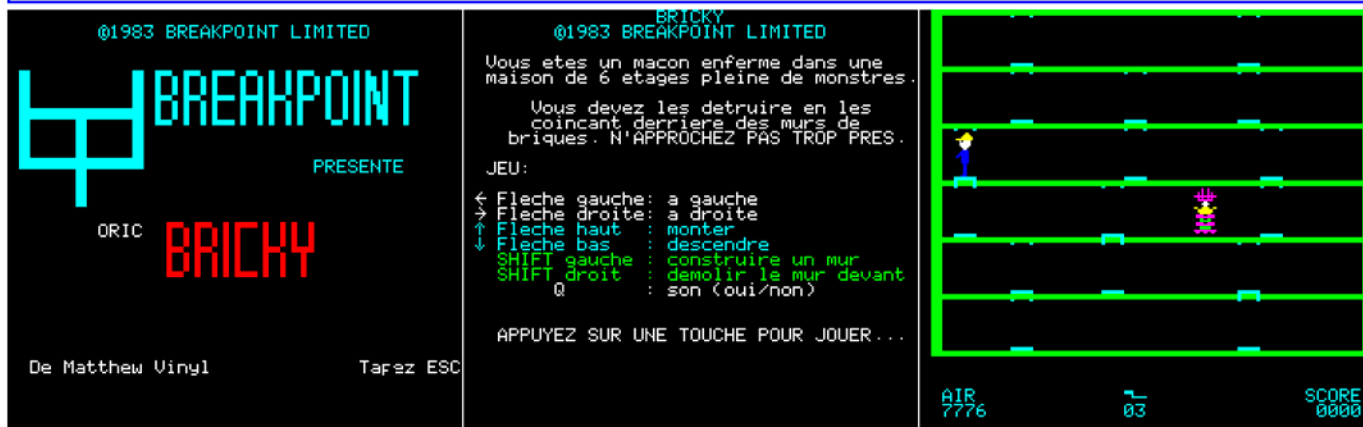 @1983 BREAKPOINT LIMITED
BREAKPOINT
PRESENTE
ORIC BRICKY
De Matthew Vinyl Tapez ESC
BRICKY
@1983 BREAKPOINT LIMITED
Vous etes un macon enferme dans une
maison de 6 etages pleine de monstres.
Vous devez les detruire en les
coincant derriere des murs de
briques. N'APPROCHEZ PAS TROP PRES.
JEU:
← Fleche gauche: a gauche
→ Fleche droite: a droite
↑ Fleche haut : monter
↓ Fleche bas : descendre
SHIFT gauche : construire un mur
SHIFT droit : demolir le mur devant
Q : son (oui/non)
APPUYEZ SUR UNE TOUCHE POUR JOUER...
AIR SCORE
7776 03 0000